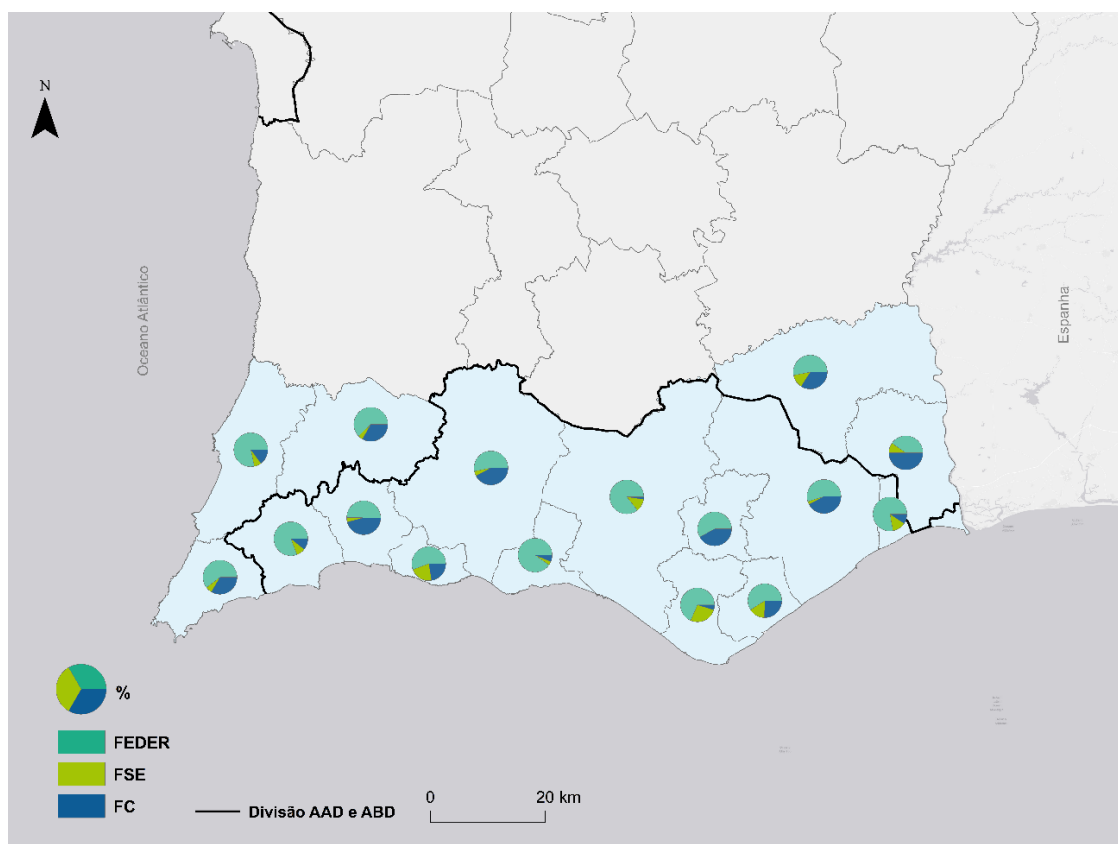 N
Oceano Atlântico
Espanha
%
FEDER
FSE
FC
Divisão AAD e ABD
0 20 km